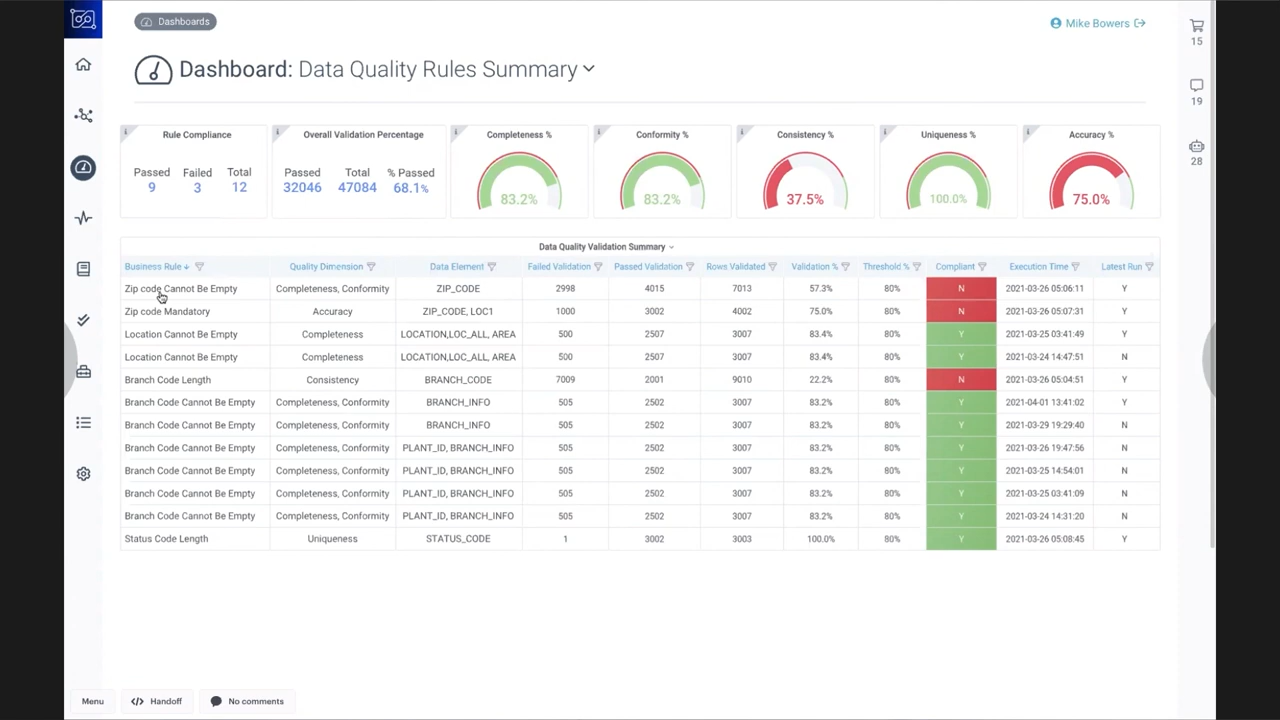 Dashboards
Mike Bowers
15
Dashboard: Data Quality Rules Summary
19
28
Rule Compliance
Passed Failed Total
9 3 12
Overall Validation Percentage
Passed Total % Passed
32046 47084 68.1%
Completeness %
83.2%
Conformity %
83.2%
Consistency %
37.5%
Uniqueness %
100.0%
Accuracy %
75.0%
Data Quality Validation Summary
Business Rule Quality Dimension Data Element Failed Validation Passed Validation Rows Validated Validation % Threshold % Compliant Execution Time Latest Run
Zip code Cannot Be Empty Completeness, Conformity ZIP_CODE 2998 4015 7013 57.3% 80% N 2021-03-26 05:06:11 Y
Zip code Mandatory Accuracy ZIP_CODE, LOC1 1000 3002 4002 75.0% 80% N 2021-03-26 05:07:31 Y
Location Cannot Be Empty Completeness LOCATION,LOC_ALL, AREA 500 2507 3007 83.4% 80% Y 2021-03-25 03:41:49 Y
Location Cannot Be Empty Completeness LOCATION,LOC_ALL, AREA 500 2507 3007 83.4% 80% Y 2021-03-24 14:47:51 N
Branch Code Length Consistency BRANCH_CODE 7009 2001 9010 22.2% 80% N 2021-03-26 05:04:51 Y
Branch Code Cannot Be Empty Completeness, Conformity BRANCH_INFO 505 2502 3007 83.2% 80% Y 2021-04-01 13:41:02 Y
Branch Code Cannot Be Empty Completeness, Conformity BRANCH_INFO 505 2502 3007 83.2% 80% Y 2021-03-29 19:29:40 N
Branch Code Cannot Be Empty Completeness, Conformity PLANT_ID, BRANCH_INFO 505 2502 3007 83.2% 80% Y 2021-03-26 19:47:56 N
Branch Code Cannot Be Empty Completeness, Conformity PLANT_ID, BRANCH_INFO 505 2502 3007 83.2% 80% Y 2021-03-25 14:54:01 N
Branch Code Cannot Be Empty Completeness, Conformity PLANT_ID, BRANCH_INFO 505 2502 3007 83.2% 80% Y 2021-03-25 03:41:09 N
Branch Code Cannot Be Empty Completeness, Conformity PLANT_ID, BRANCH_INFO 505 2502 3007 83.2% 80% Y 2021-03-24 14:31:20 N
Status Code Length Uniqueness STATUS_CODE 1 3002 3003 100.0% 80% Y 2021-03-26 05:08:45 Y
Menu
Handoff
No comments